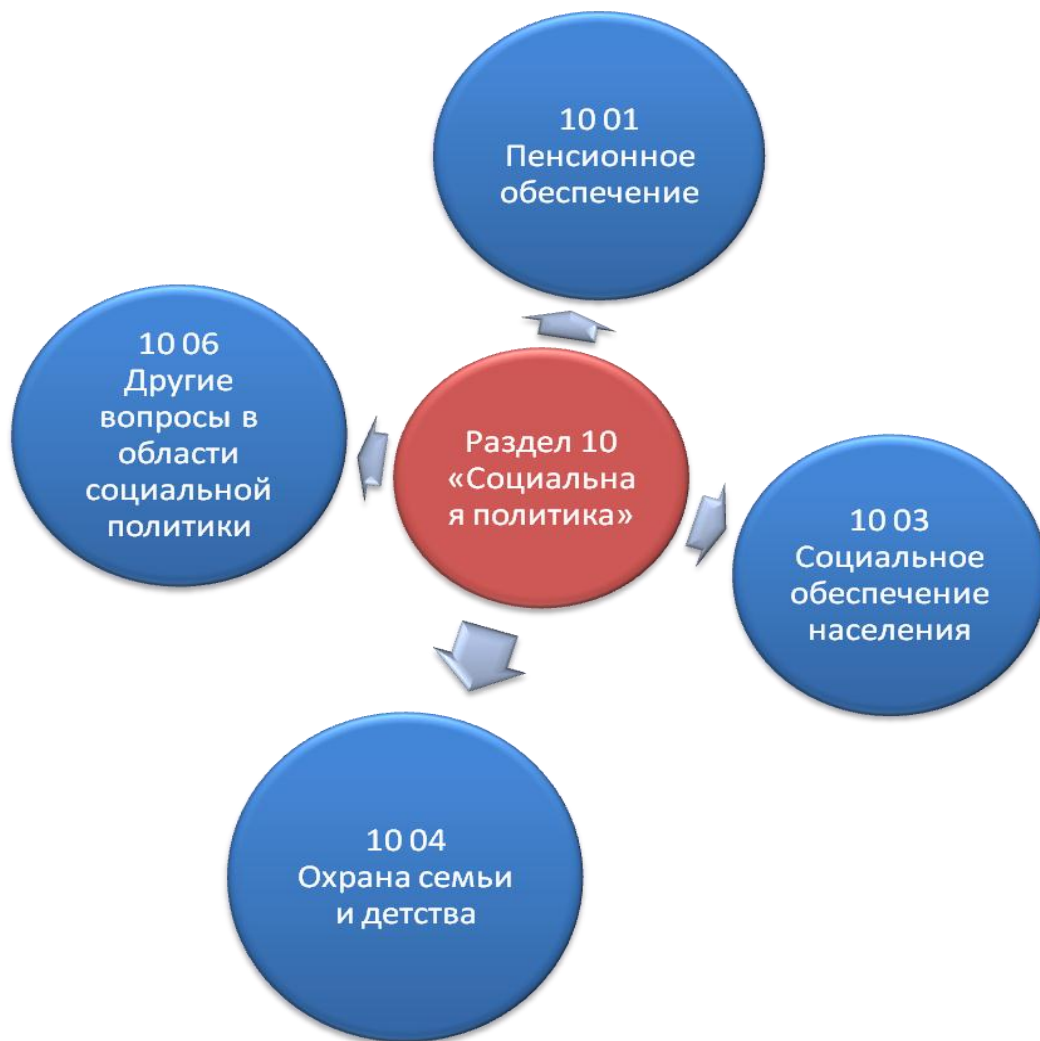 10 01
Пенсионное
обеспечение
10 06
Другие
вопросы в
области
социальной
политики
Раздел 10
«Социальна
я политика»
10 03
Социальное
обеспечение
населения
10 04
Охрана семьи
и детства